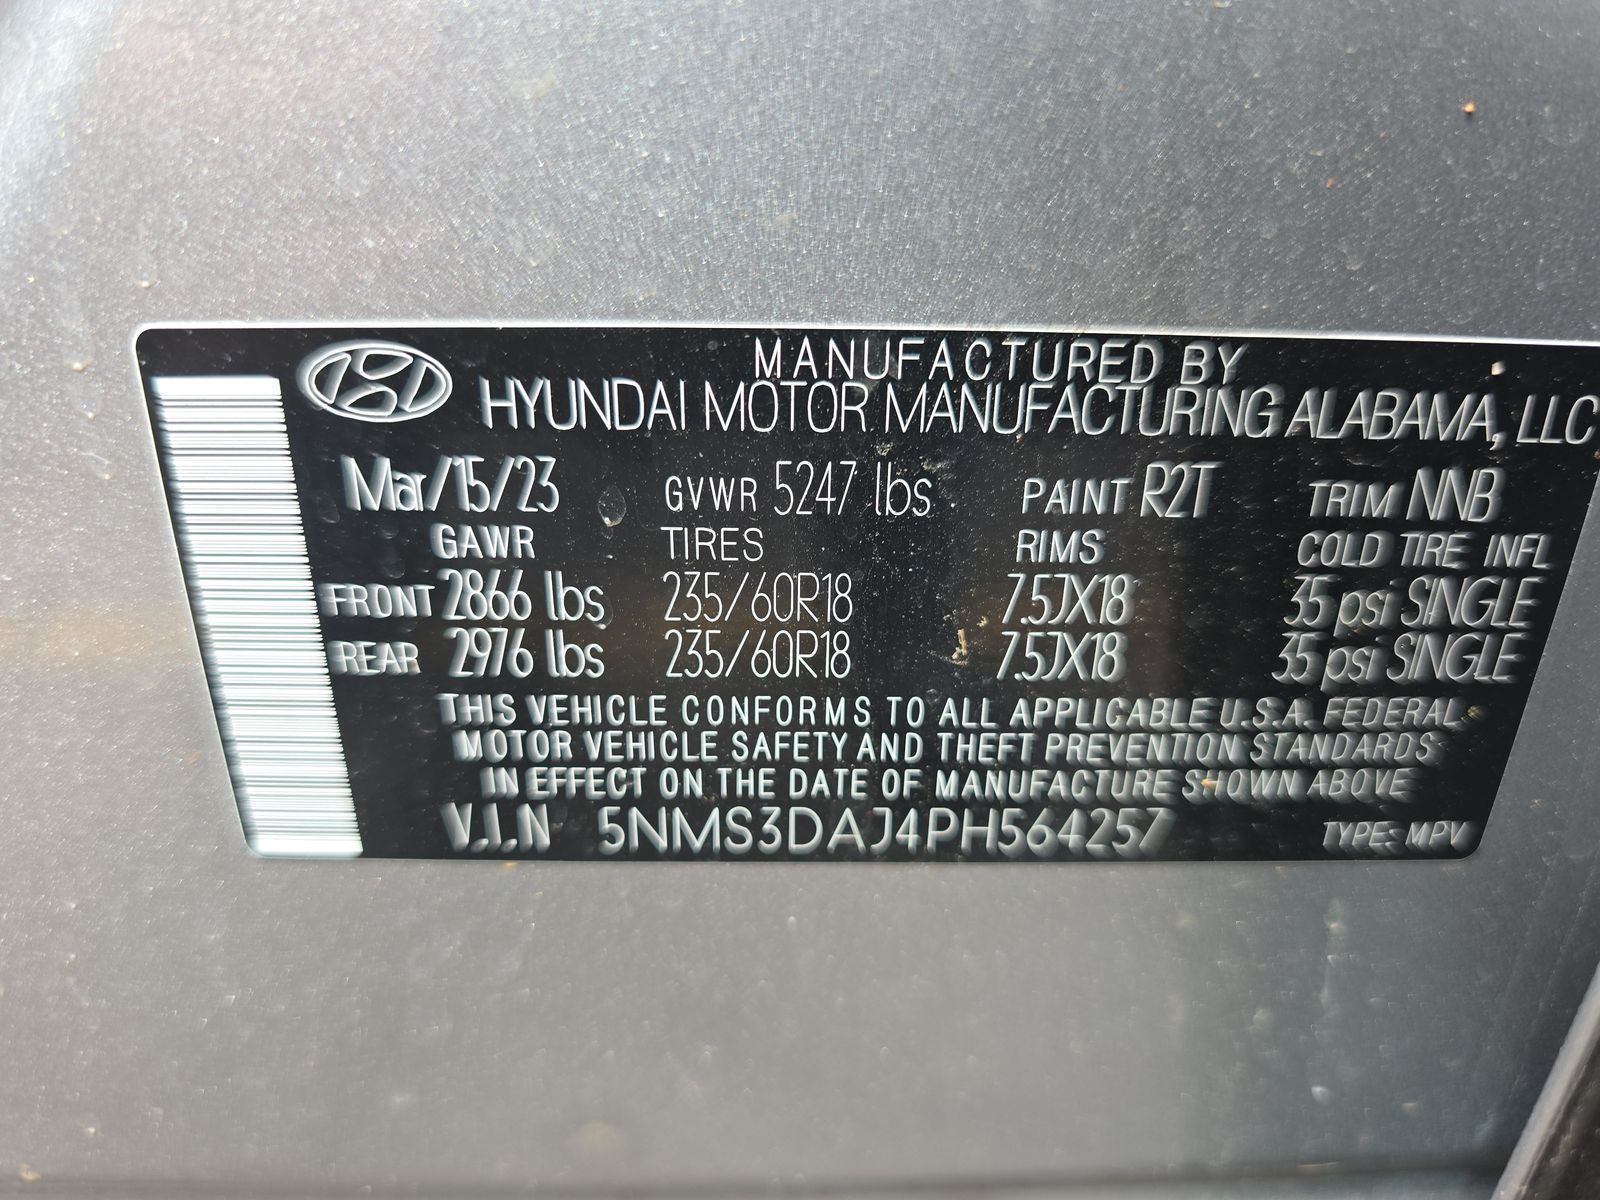 MANUFACTURED BY
HYUNDAI MOTOR MANUFACTURING ALABAMA, LLC
Mar/15/23 GVWR 5247 lbs PAINT R2T TRIM NNB
GAWR TIRES RIMS COLD TIRE INFL
FRONT 2866 lbs 235/60R18 7.5JX18 35 psi SINGLE
REAR 2976 lbs 235/60R18 7.5JX18 35 psi SINGLE
THIS VEHICLE CONFORMS TO ALL APPLICABLE U.S.A. FEDERAL
MOTOR VEHICLE SAFETY AND THEFT PREVENTION STANDARDS
IN EFFECT ON THE DATE OF MANUFACTURE SHOWN ABOVE
V.I.N 5NMS3DAJ4PH564257 TYPE: MPV